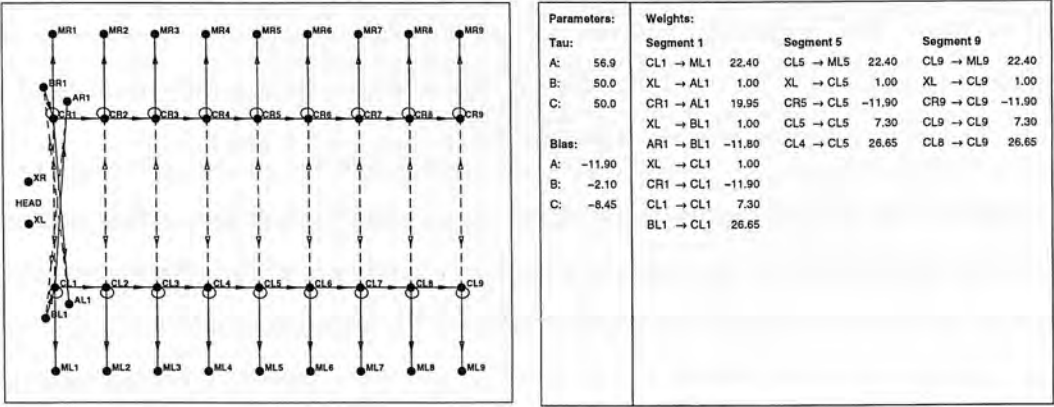 MR1 MR2 MR3 MR4 MR5 MR6 MR7 MR8 MR9
BR1
AR1
CR1 CR2 CR3 CR4 CR5 CR6 CR7 CR8 CR9
XR
HEAD
XL
CL1 CL2 CL3 CL4 CL5 CL6 CL7 CL8 CL9
AL1
BL1
ML1 ML2 ML3 ML4 ML5 ML6 ML7 ML8 ML9
Parameters: Weights:
Tau: Segment 1 Segment 5 Segment 9
A: 56.9 CL1 → ML1 22.40 CL5 → ML5 22.40 CL9 → ML9 22.40
B: 50.0 XL → AL1 1.00 XL → CL5 1.00 XL → CL9 1.00
C: 50.0 CR1 → AL1 19.95 CR5 → CL5 −11.90 CR9 → CL9 −11.90
XL → BL1 1.00 CL5 → CL5 7.30 CL9 → CL9 7.30
Bias: AR1 → BL1 −11.80 CL4 → CL5 26.65 CL8 → CL9 26.65
A: −11.90 XL → CL1 1.00
B: −2.10 CR1 → CL1 −11.90
C: −8.45 CL1 → CL1 7.30
BL1 → CL1 26.65